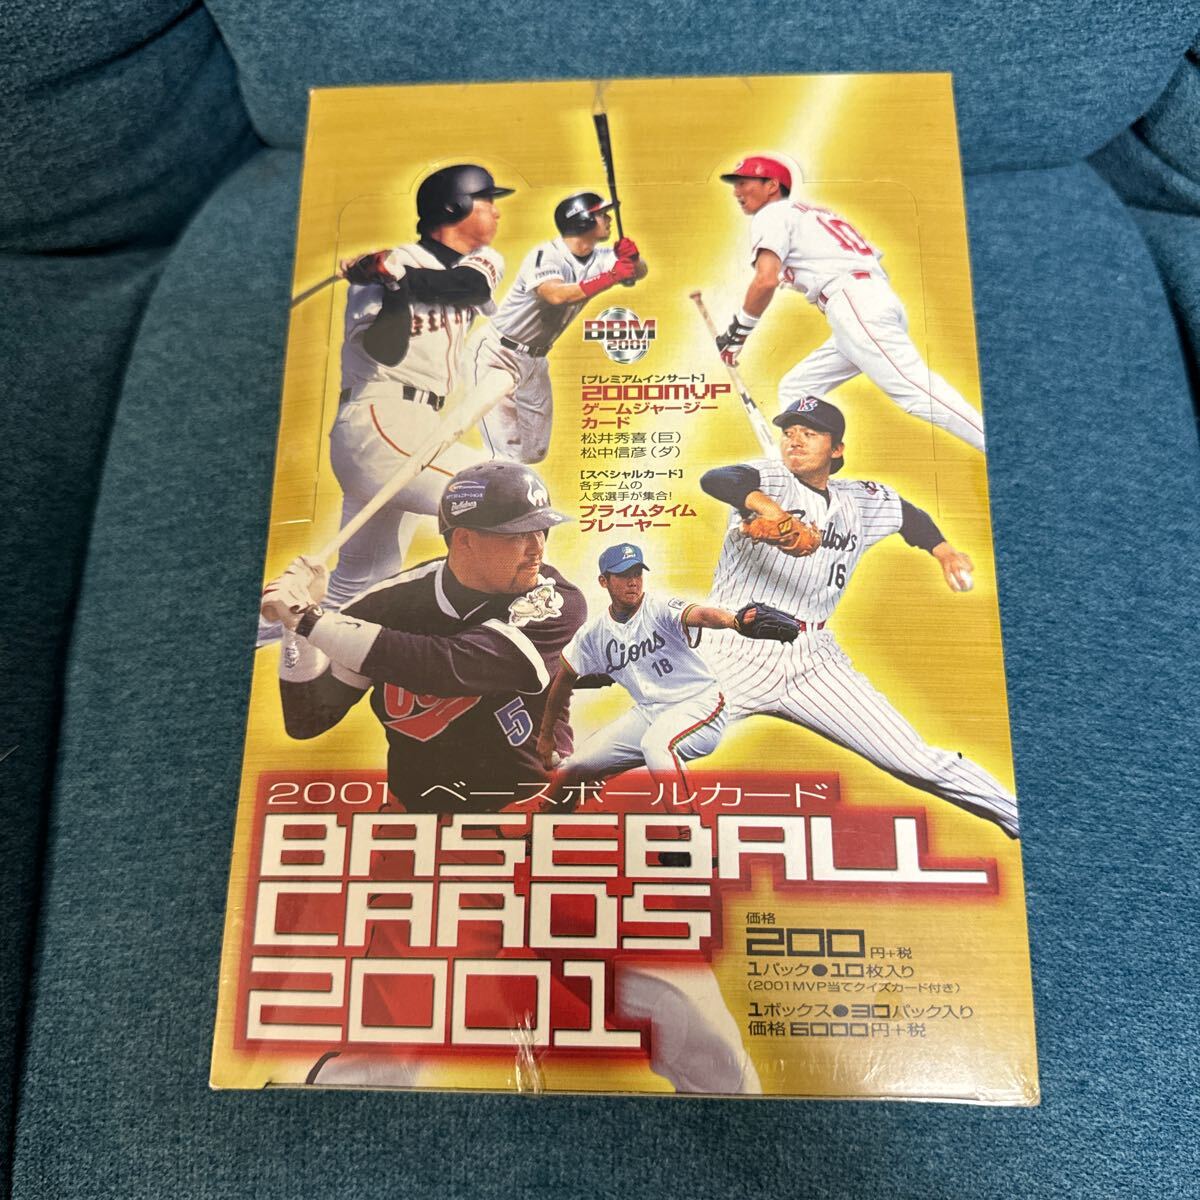 BBM
2001
[プレミアムインサート]
2000MVP
ゲームジャージー
カード
松井秀喜(巨)
松中信彦(ダ)
[スペシャルカード]
各チームの
人気選手が集合!
プライムタイム
プレーヤー
10
16
Lions
Lions
18
5
2001 ベースボールカード
BASEBALL
CARDS
2001
価格
200円+税
1パック●10枚入り
(2001MVP当てクイズカード付き)
1ボックス●30パック入り
価格6000円+税